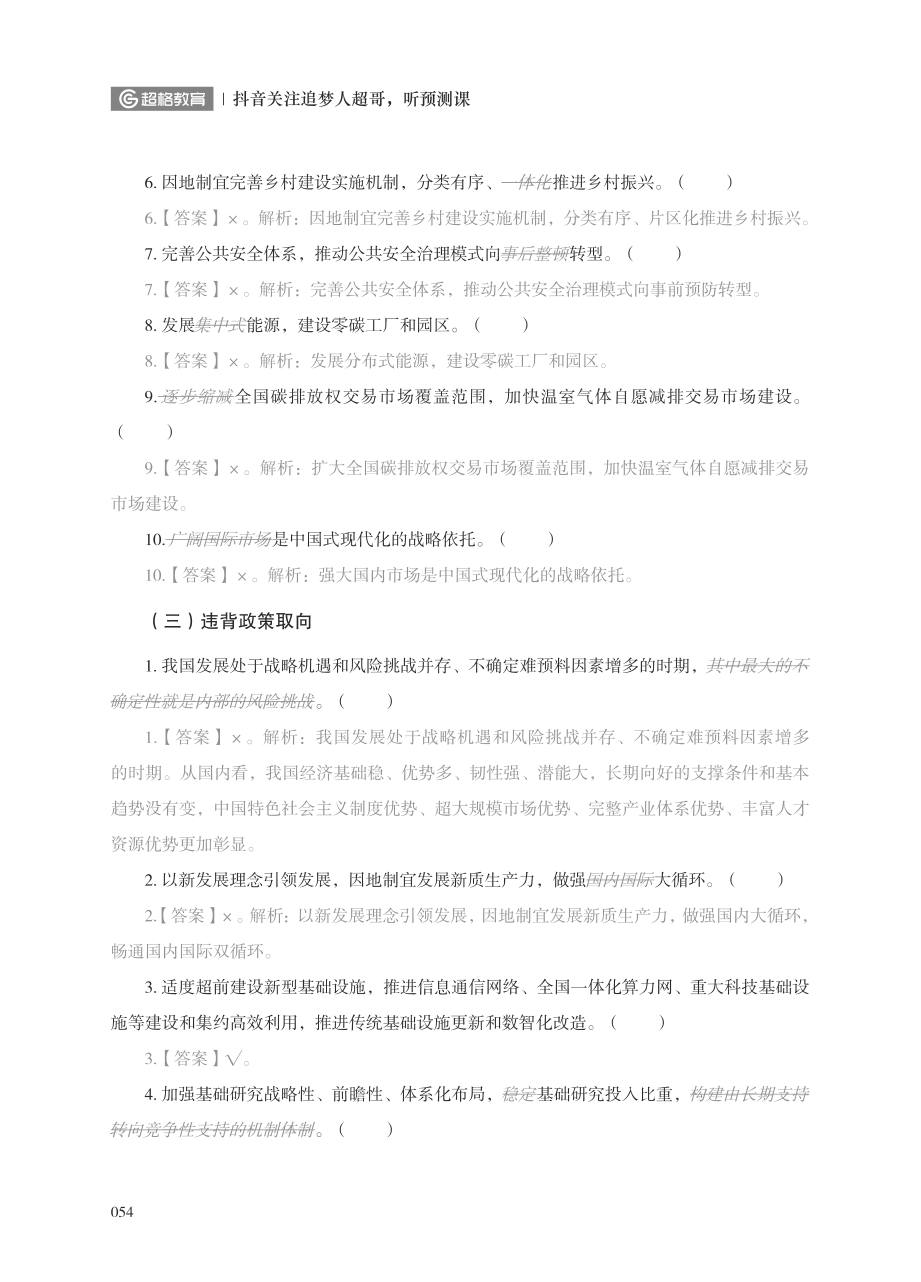 超格教育 | 抖音关注追梦人超哥，听预测课
6. 因地制宜完善乡村建设实施机制，分类有序、一体化推进乡村振兴。（　　）
6.【答案】×。解析：因地制宜完善乡村建设实施机制，分类有序、片区化推进乡村振兴。
7. 完善公共安全体系，推动公共安全治理模式向事后整顿转型。（　　）
7.【答案】×。解析：完善公共安全体系，推动公共安全治理模式向事前预防转型。
8. 发展集中式能源，建设零碳工厂和园区。（　　）
8.【答案】×。解析：发展分布式能源，建设零碳工厂和园区。
9. 逐步缩减全国碳排放权交易市场覆盖范围，加快温室气体自愿减排交易市场建设。
（　　）
9.【答案】×。解析：扩大全国碳排放权交易市场覆盖范围，加快温室气体自愿减排交易
市场建设。
10. 广阔国际市场是中国式现代化的战略依托。（　　）
10.【答案】×。解析：强大国内市场是中国式现代化的战略依托。
（三）违背政策取向
1. 我国发展处于战略机遇和风险挑战并存、不确定难预料因素增多的时期，其中最大的不
确定性就是内部的风险挑战。（　　）
1.【答案】×。解析：我国发展处于战略机遇和风险挑战并存、不确定难预料因素增多
的时期。从国内看，我国经济基础稳、优势多、韧性强、潜能大，长期向好的支撑条件和基本
趋势没有变，中国特色社会主义制度优势、超大规模市场优势、完整产业体系优势、丰富人才
资源优势更加彰显。
2. 以新发展理念引领发展，因地制宜发展新质生产力，做强国内国际大循环。（　　）
2.【答案】×。解析：以新发展理念引领发展，因地制宜发展新质生产力，做强国内大循环，
畅通国内国际双循环。
3. 适度超前建设新型基础设施，推进信息通信网络、全国一体化算力网、重大科技基础设
施等建设和集约高效利用，推进传统基础设施更新和数智化改造。（　　）
3.【答案】√。
4. 加强基础研究战略性、前瞻性、体系化布局，稳定基础研究投入比重，构建由长期支持
转向竞争性支持的机制体制。（　　）
054